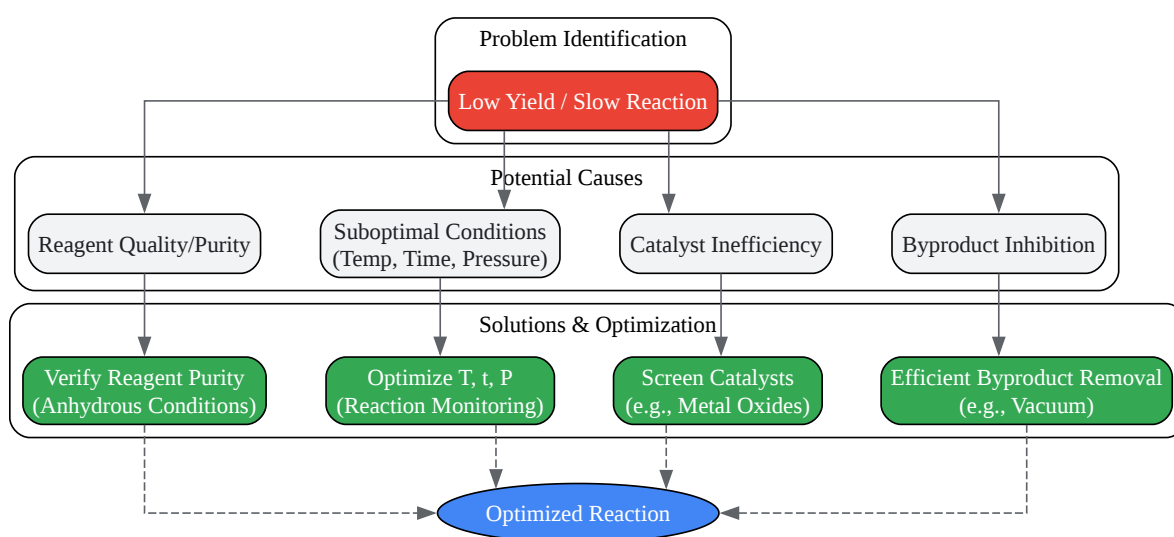 Problem Identification
Low Yield / Slow Reaction
Potential Causes
Reagent Quality/Purity
Suboptimal Conditions
(Temp, Time, Pressure)
Catalyst Inefficiency
Byproduct Inhibition
Solutions & Optimization
Verify Reagent Purity
(Anhydrous Conditions)
Optimize T, t, P
(Reaction Monitoring)
Screen Catalysts
(e.g., Metal Oxides)
Efficient Byproduct Removal
(e.g., Vacuum)
Optimized Reaction